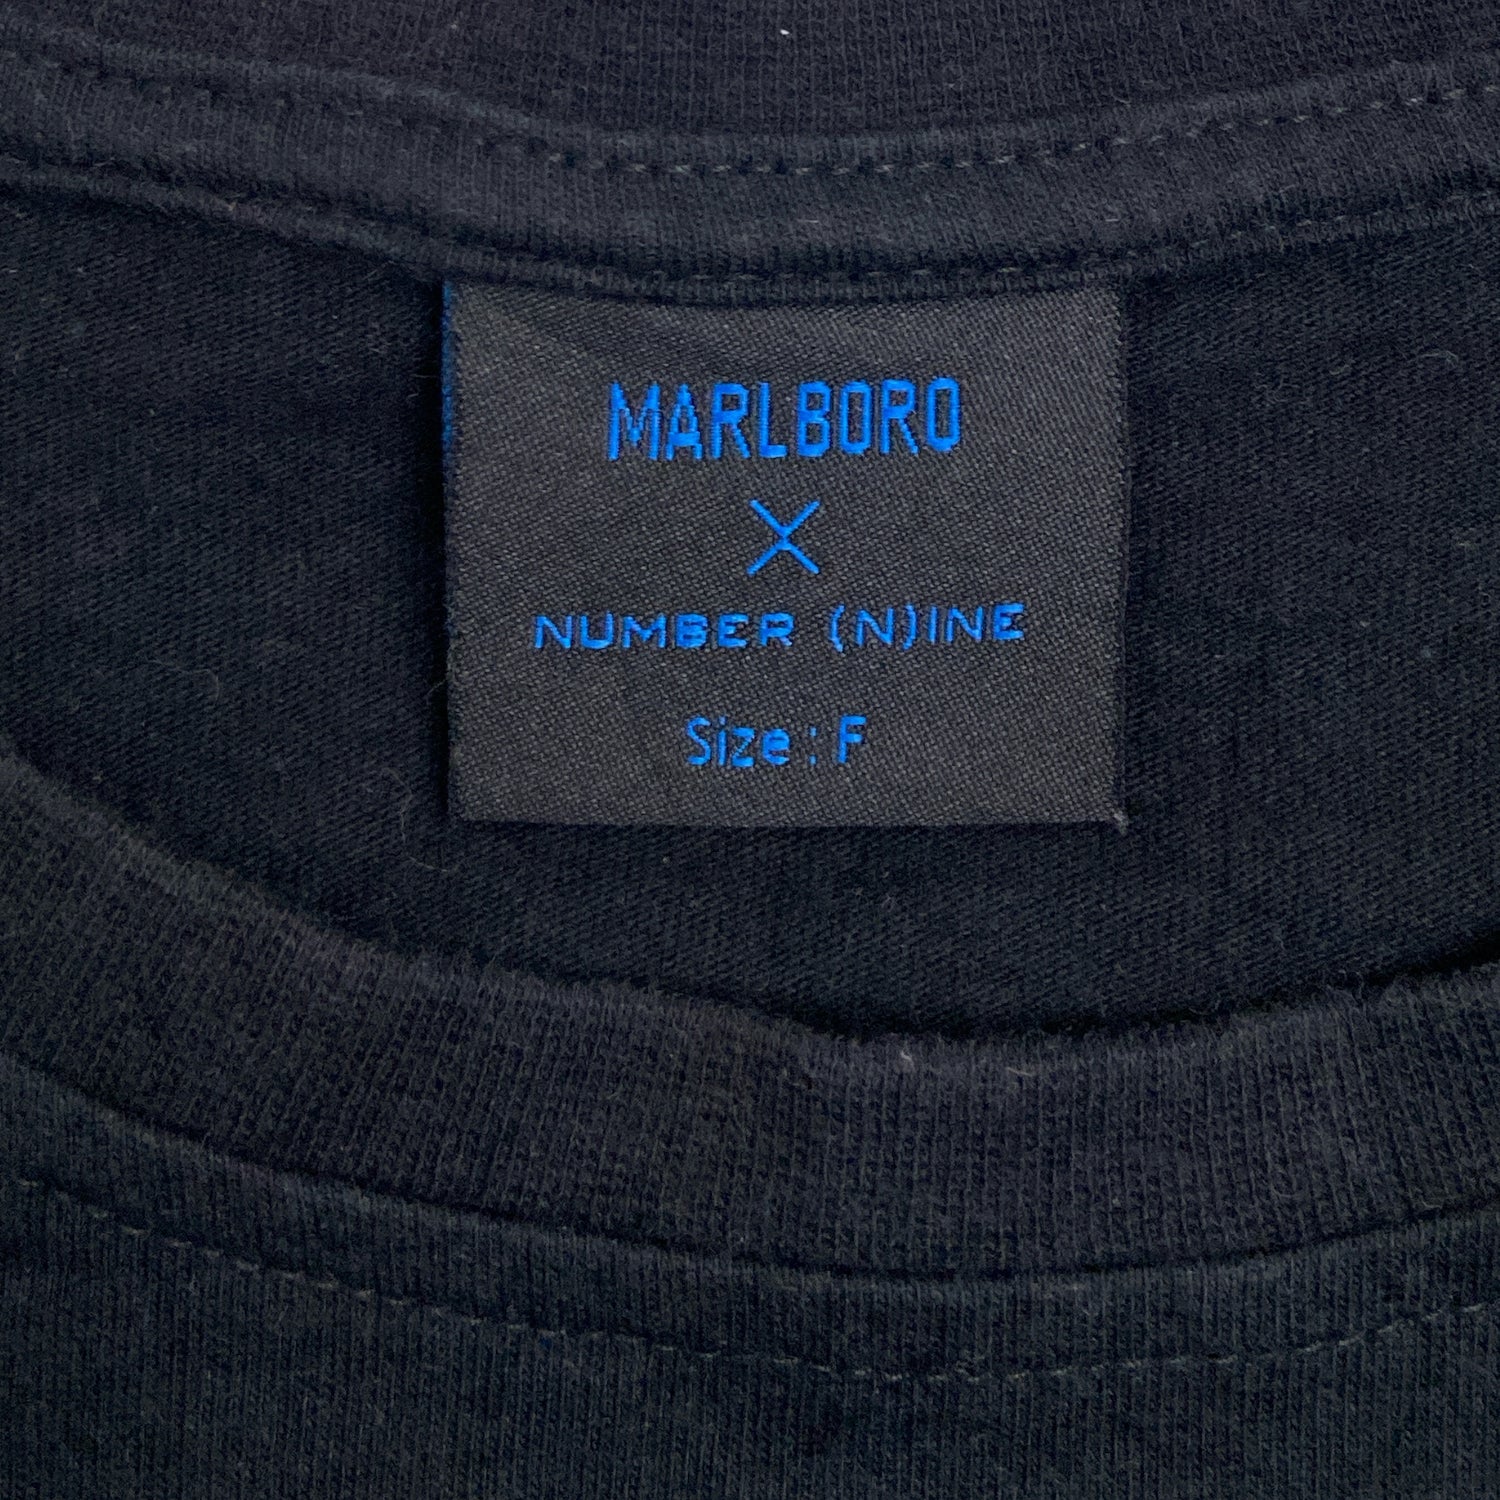 MARLBORO
X
NUMBER (N)INE
Size : F